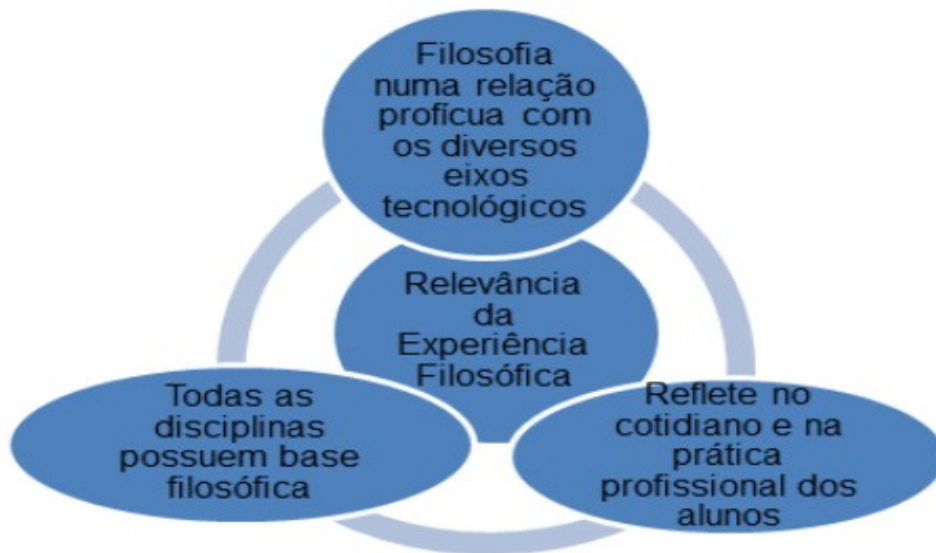 Filosofia
numa relação
profícua com
os diversos
eixos
tecnológicos
Relevância
da
Experiência
Filosófica
Todas as
disciplinas
possuem base
filosófica
Reflete no
cotidiano e na
prática
profissional dos
alunos